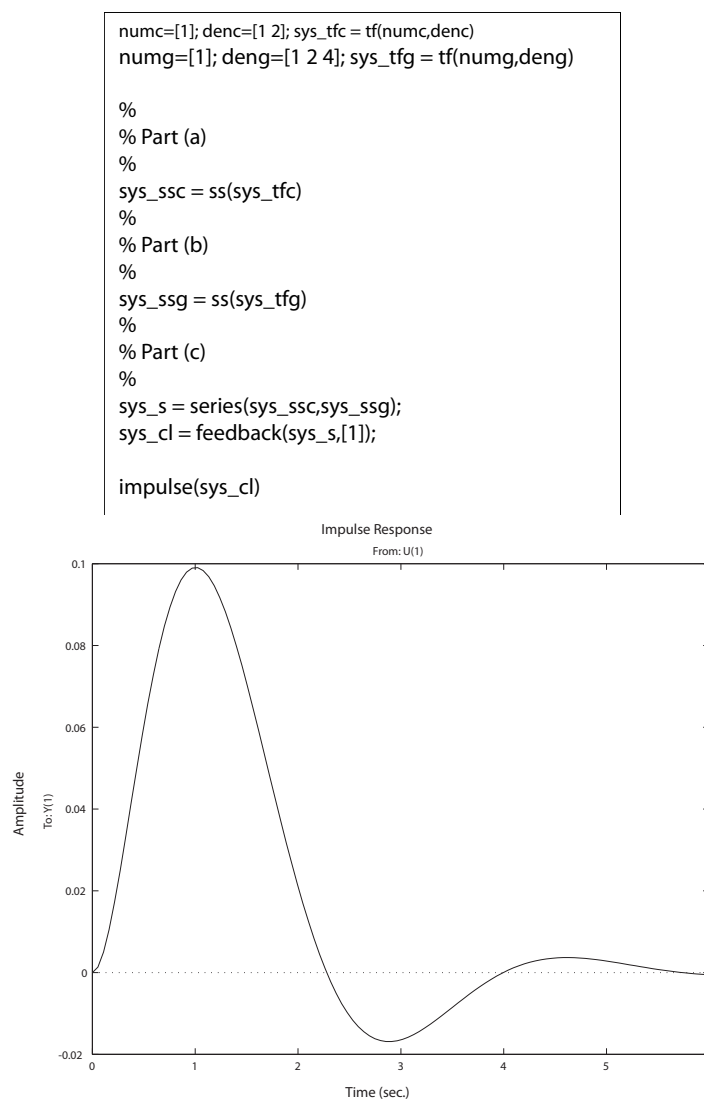 numc=[1]; denc=[1 2]; sys_tfc = tf(numc,denc)
numg=[1]; deng=[1 2 4]; sys_tfg = tf(numg,deng)
%
% Part (a)
%
sys_ssc = ss(sys_tfc)
%
% Part (b)
%
sys_ssg = ss(sys_tfg)
%
% Part (c)
%
sys_s = series(sys_ssc,sys_ssg);
sys_cl = feedback(sys_s,[1]);
impulse(sys_cl)
Impulse Response
From: U(1)
0.1
0.08
0.06
0.04
0.02
0
-0.02
Amplitude
To: Y(1)
0 1 2 3 4 5
Time (sec.)